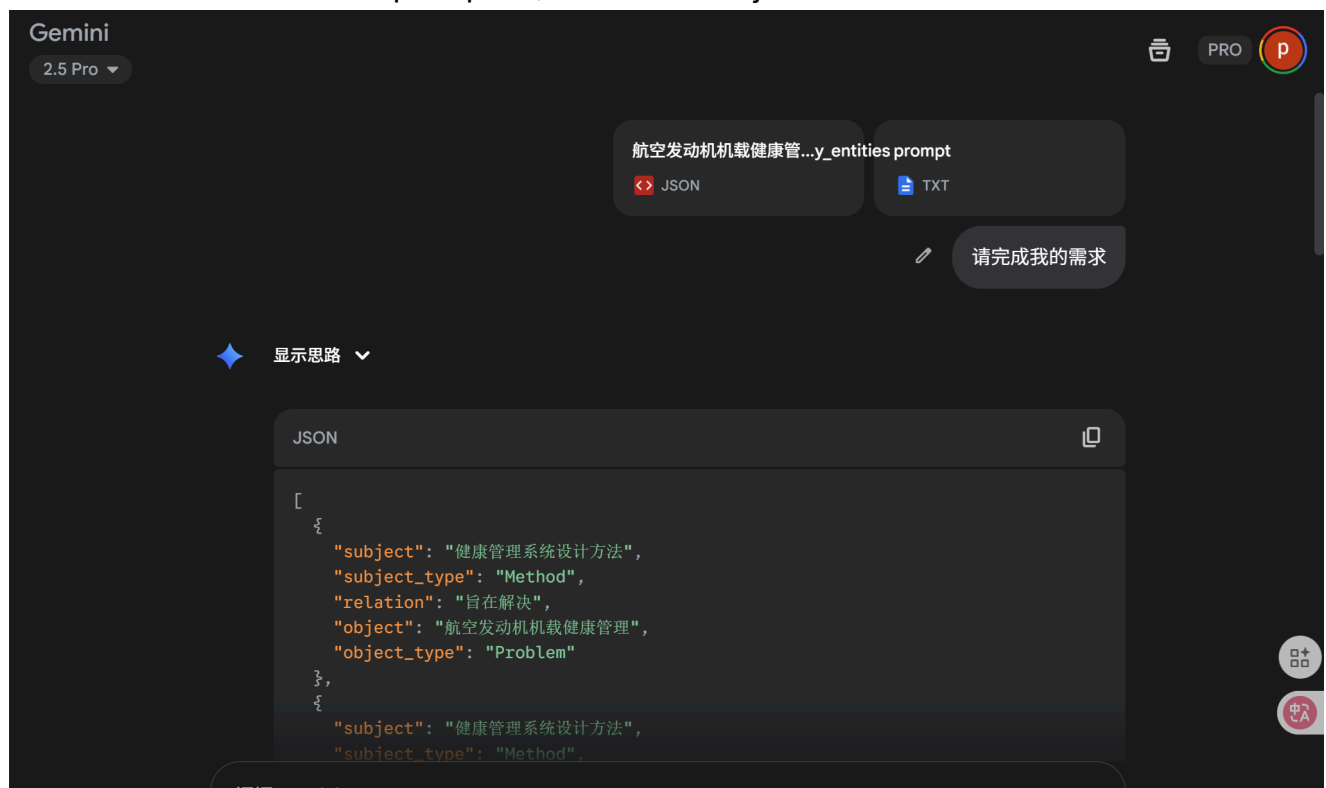 Gemini
2.5 Pro
PRO
p
航空发动机机载健康管...y_entities prompt
JSON
TXT
请完成我的需求
显示思路
JSON
[
{
"subject": "健康管理系统设计方法",
"subject_type": "Method",
"relation": "旨在解决",
"object": "航空发动机机载健康管理",
"object_type": "Problem"
},
{
"subject": "健康管理系统设计方法",
"subject_type": "Method",